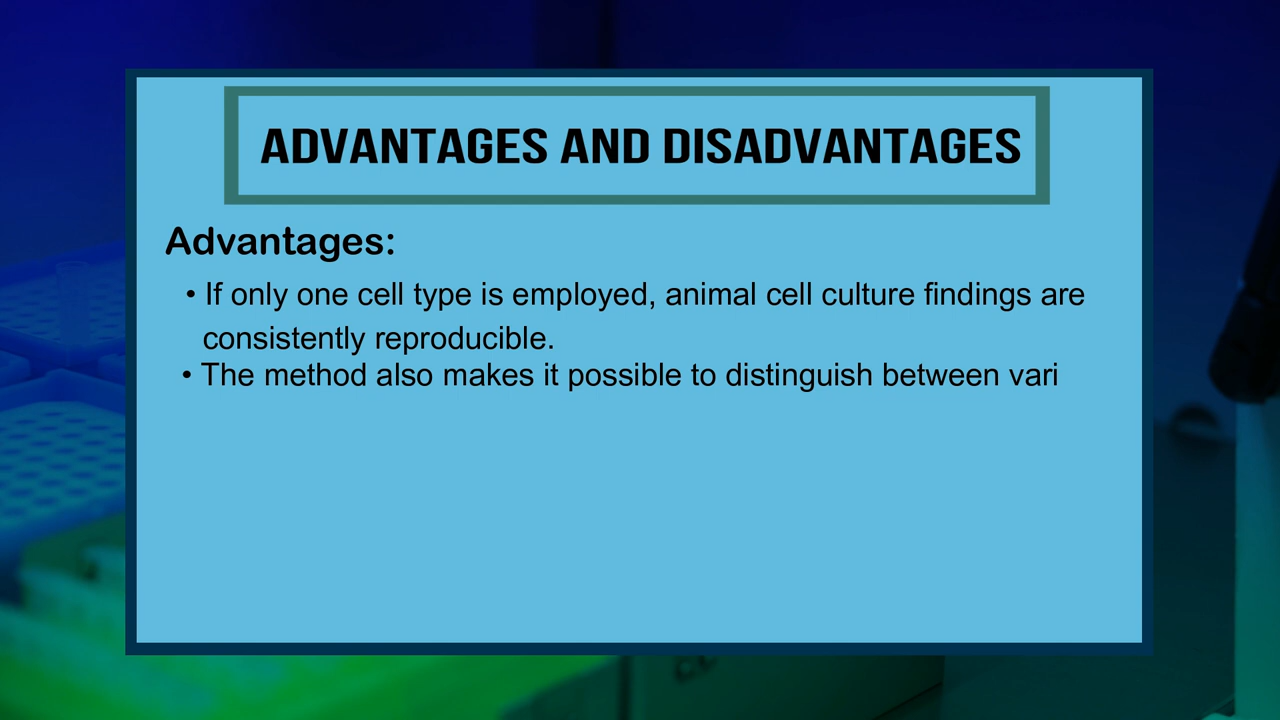 ADVANTAGES AND DISADVANTAGES
Advantages:
• If only one cell type is employed, animal cell culture findings are
consistently reproducible.
• The method also makes it possible to distinguish between vari